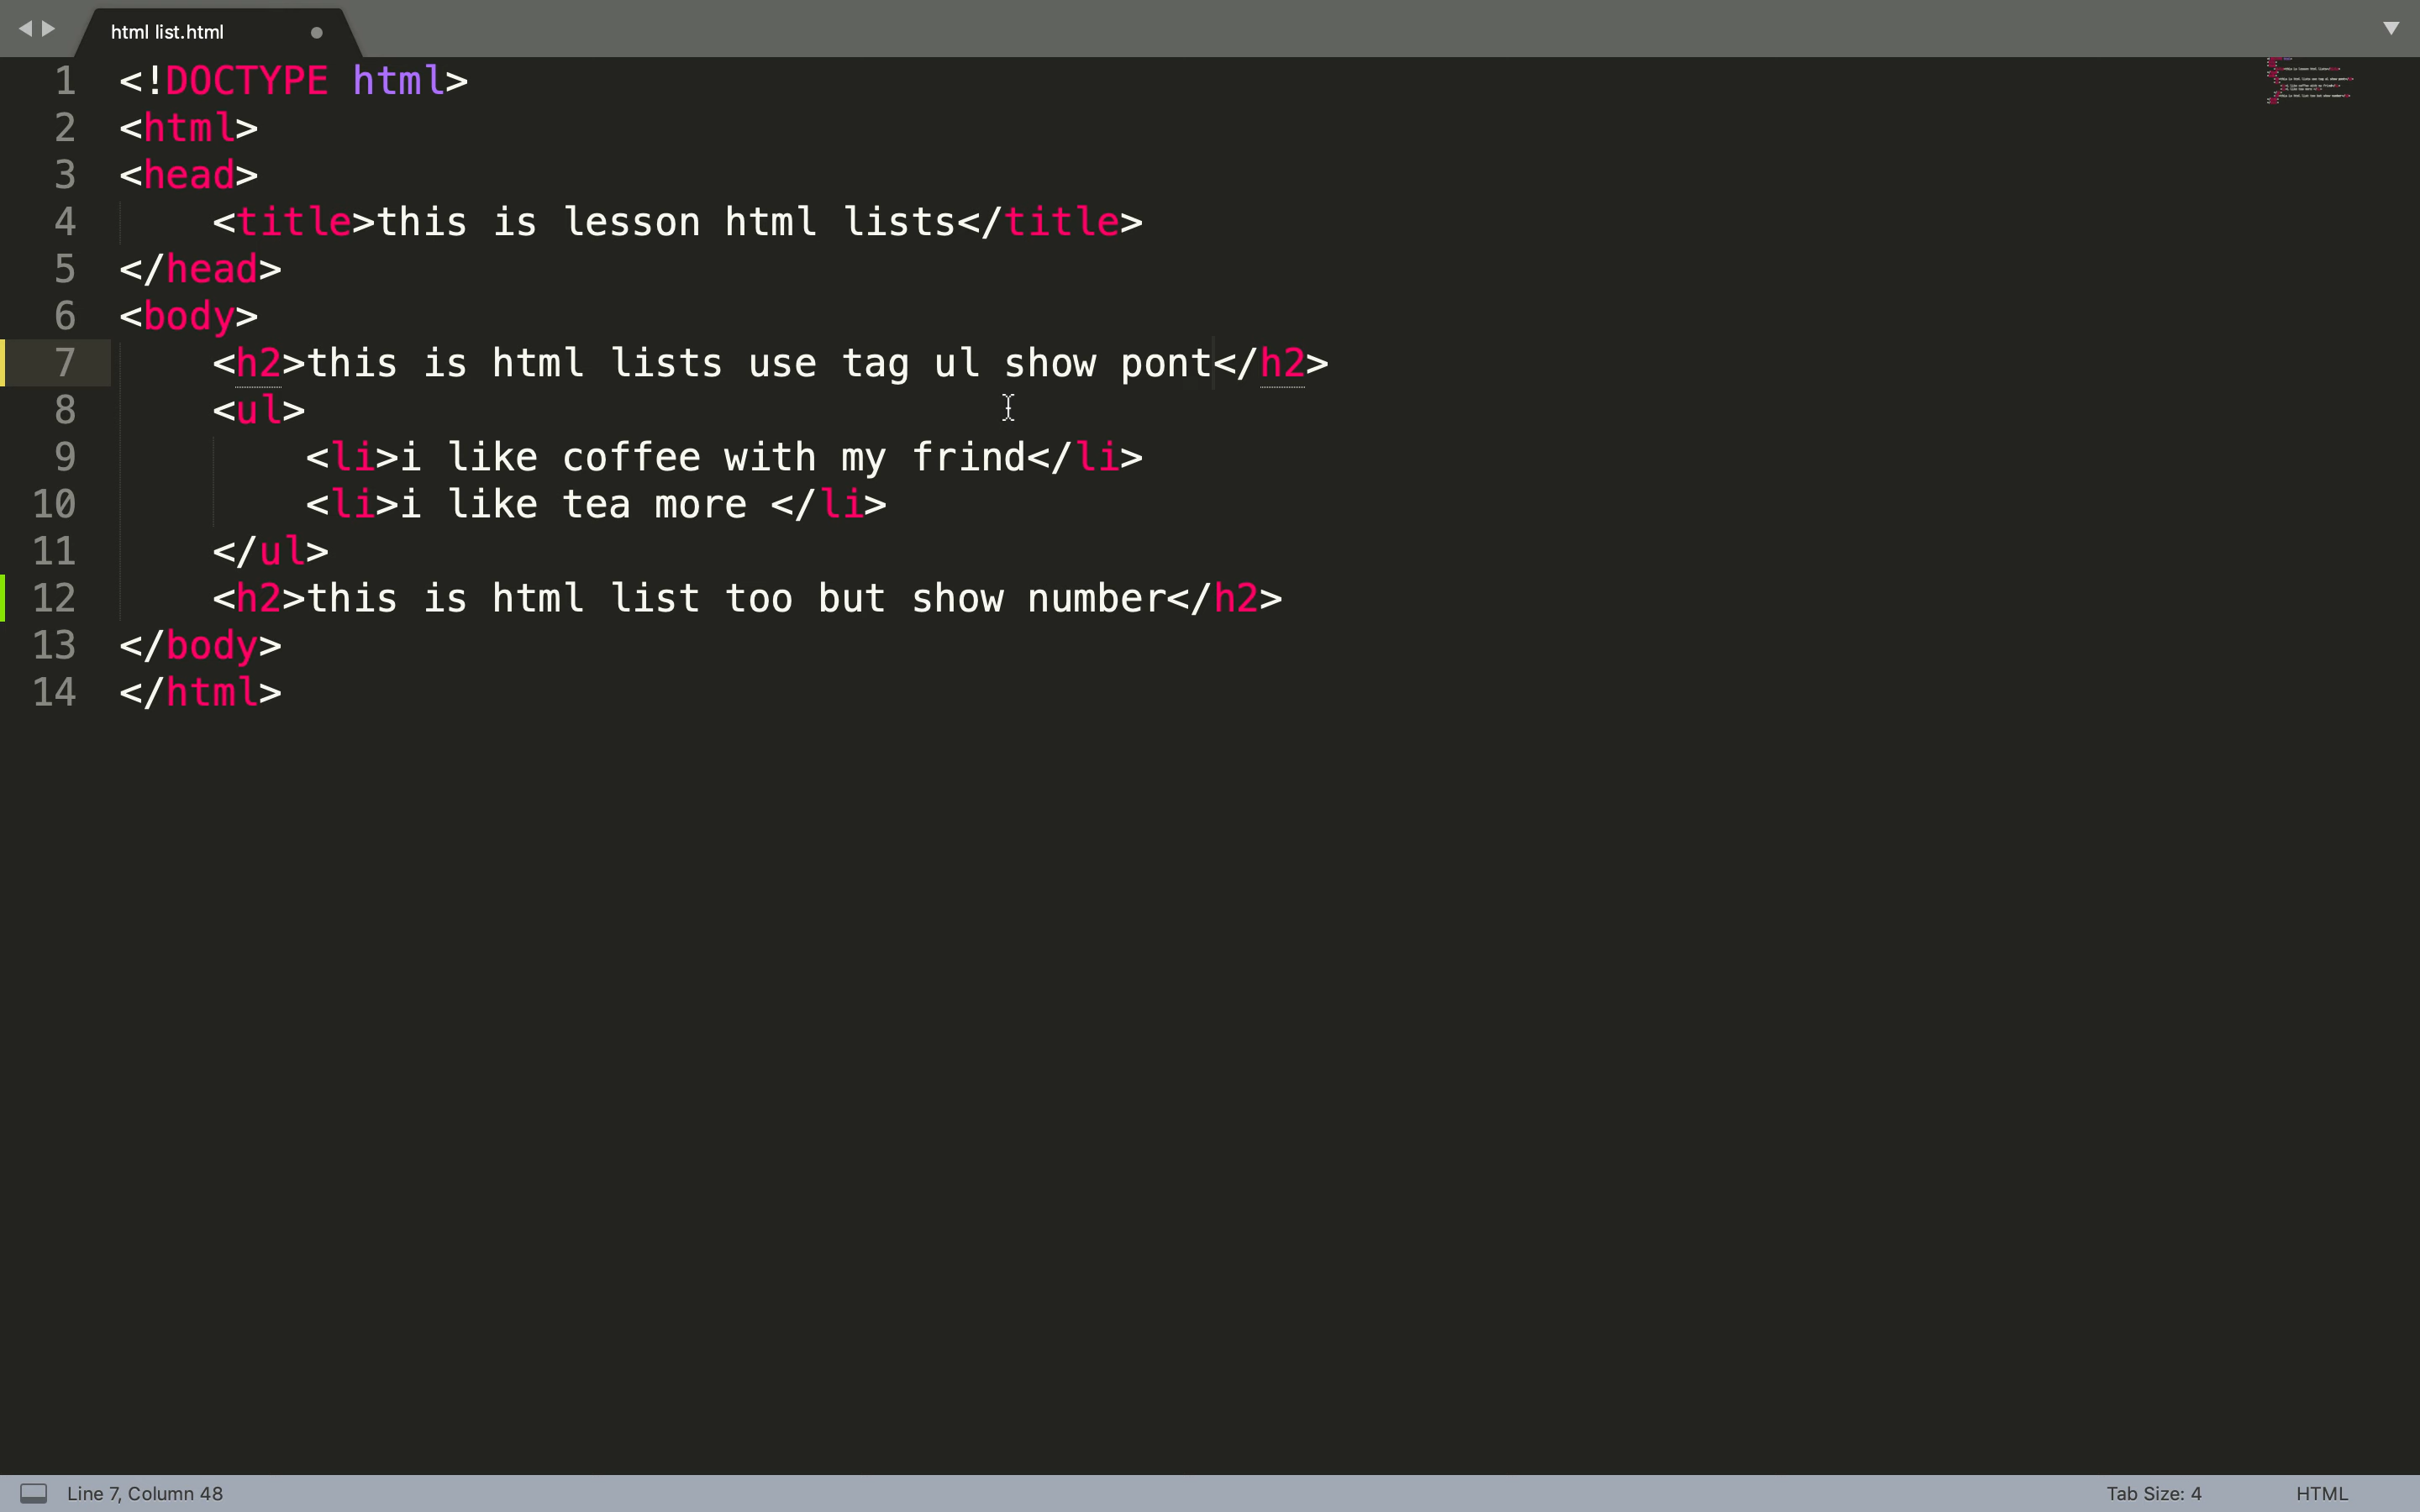 html list.html
1 <!DOCTYPE html>
2 <html>
3 <head>
4     <title>this is lesson html lists</title>
5 </head>
6 <body>
7     <h2>this is html lists use tag ul show pont</h2>
8     <ul>
9         <li>i like coffee with my frind</li>
10         <li>i like tea more </li>
11     </ul>
12     <h2>this is html list too but show number</h2>
13 </body>
14 </html>
Line 7, Column 48
Tab Size: 4
HTML